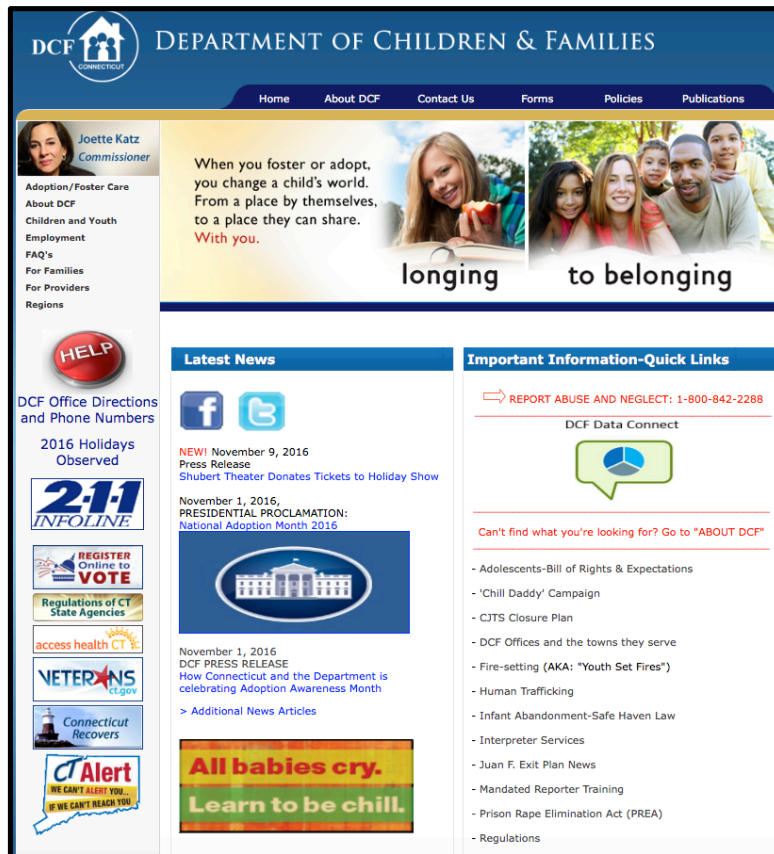 DCF
CONNECTICUT
DEPARTMENT OF CHILDREN & FAMILIES
Home About DCF Contact Us Forms Policies Publications
Joette Katz
Commissioner
Adoption/Foster Care
About DCF
Children and Youth
Employment
FAQ's
For Families
For Providers
Regions
HELP
DCF Office Directions
and Phone Numbers
2016 Holidays
Observed
2-1-1
INFOLINE
REGISTER
Online to
VOTE
Regulations of CT
State Agencies
access health CT
VETERANS
ct.gov
Connecticut
Recovers
CT Alert
WE CAN'T ALERT YOU...
IF WE CAN'T REACH YOU
When you foster or adopt,
you change a child's world.
From a place by themselves,
to a place they can share.
With you.
longing to belonging
Latest News
NEW! November 9, 2016
Press Release
Shubert Theater Donates Tickets to Holiday Show
November 1, 2016,
PRESIDENTIAL PROCLAMATION:
National Adoption Month 2016
November 1, 2016
DCF PRESS RELEASE
How Connecticut and the Department is
celebrating Adoption Awareness Month
> Additional News Articles
All babies cry.
Learn to be chill.
Important Information-Quick Links
REPORT ABUSE AND NEGLECT: 1-800-842-2288
DCF Data Connect
Can't find what you're looking for? Go to "ABOUT DCF"
- Adolescents-Bill of Rights & Expectations
- 'Chill Daddy' Campaign
- CJTS Closure Plan
- DCF Offices and the towns they serve
- Fire-setting (AKA: "Youth Set Fires")
- Human Trafficking
- Infant Abandonment-Safe Haven Law
- Interpreter Services
- Juan F. Exit Plan News
- Mandated Reporter Training
- Prison Rape Elimination Act (PREA)
- Regulations